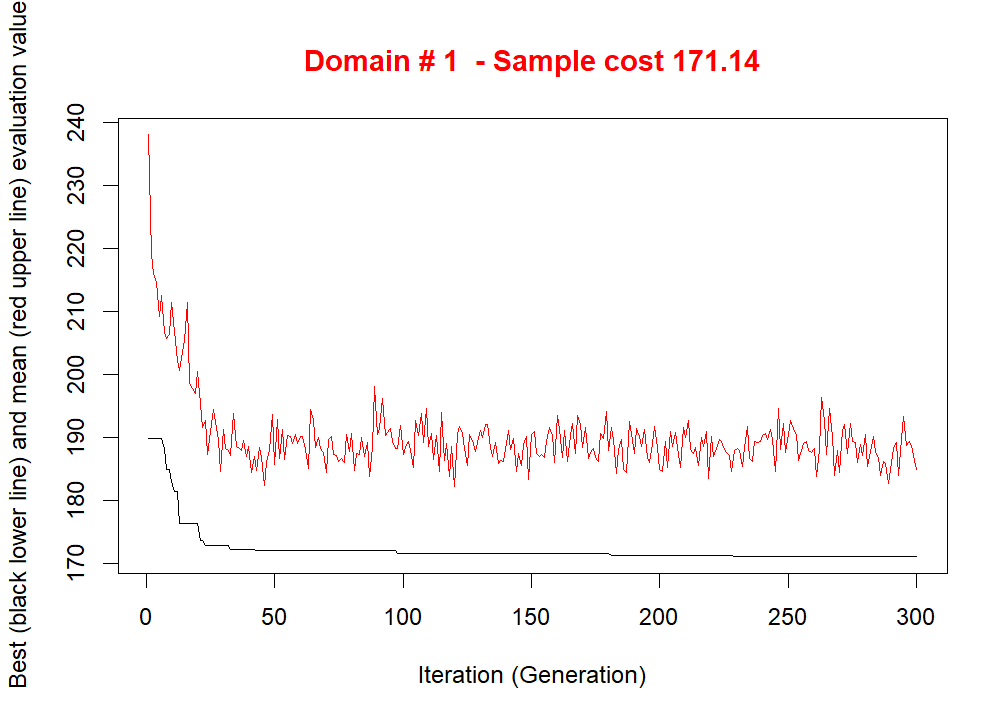 Domain # 1  - Sample cost 171.14
Best (black lower line) and mean (red upper line) evaluation value
240
230
220
210
200
190
180
170
0 50 100 150 200 250 300
Iteration (Generation)